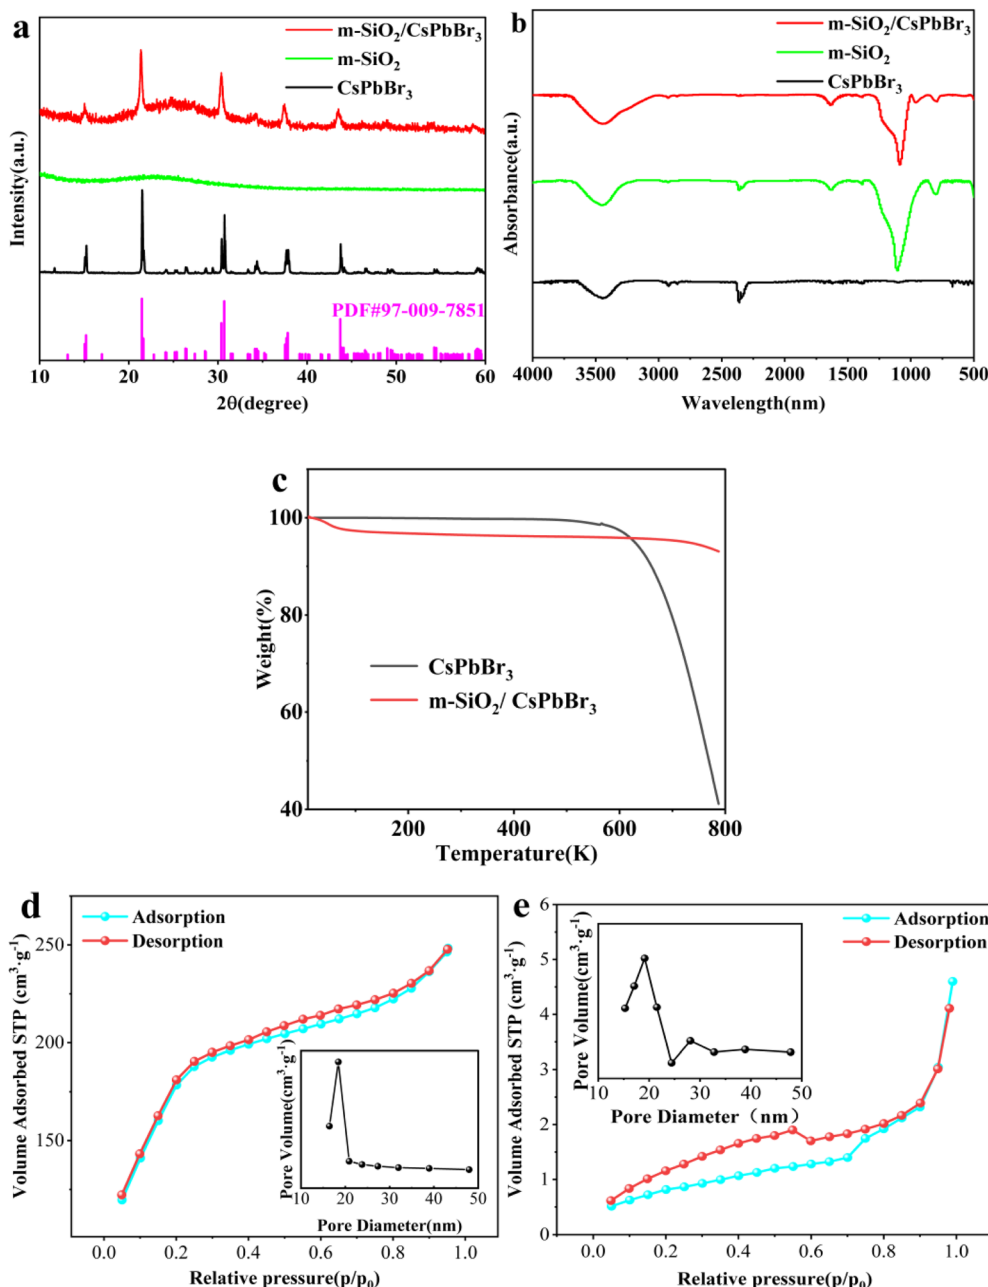 a
m-SiO₂/CsPbBr₃
m-SiO₂
CsPbBr₃
Intensity(a.u.)
PDF#97-009-7851
10 20 30 40 50 60
2θ(degree)
b
m-SiO₂/CsPbBr₃
m-SiO₂
CsPbBr₃
Absorbance(a.u.)
4000 3500 3000 2500 2000 1500 1000 500
Wavelength(nm)
c
100
80
60
40
Weight(%)
CsPbBr₃
m-SiO₂/ CsPbBr₃
200 400 600 800
Temperature(K)
d
Adsorption
Desorption
Volume Adsorbed STP (cm³·g⁻¹)
250
200
150
Pore Volume(cm³·g⁻¹)
10 20 30 40 50
Pore Diameter(nm)
0.0 0.2 0.4 0.6 0.8 1.0
Relative pressure(p/p₀)
e
Adsorption
Desorption
Volume Adsorbed STP (cm³·g⁻¹)
6
5
4
3
2
1
0
Pore Volume(cm³·g⁻¹)
10 20 30 40 50
Pore Diameter（nm）
0.0 0.2 0.4 0.6 0.8 1.0
Relative pressure(p/p₀)